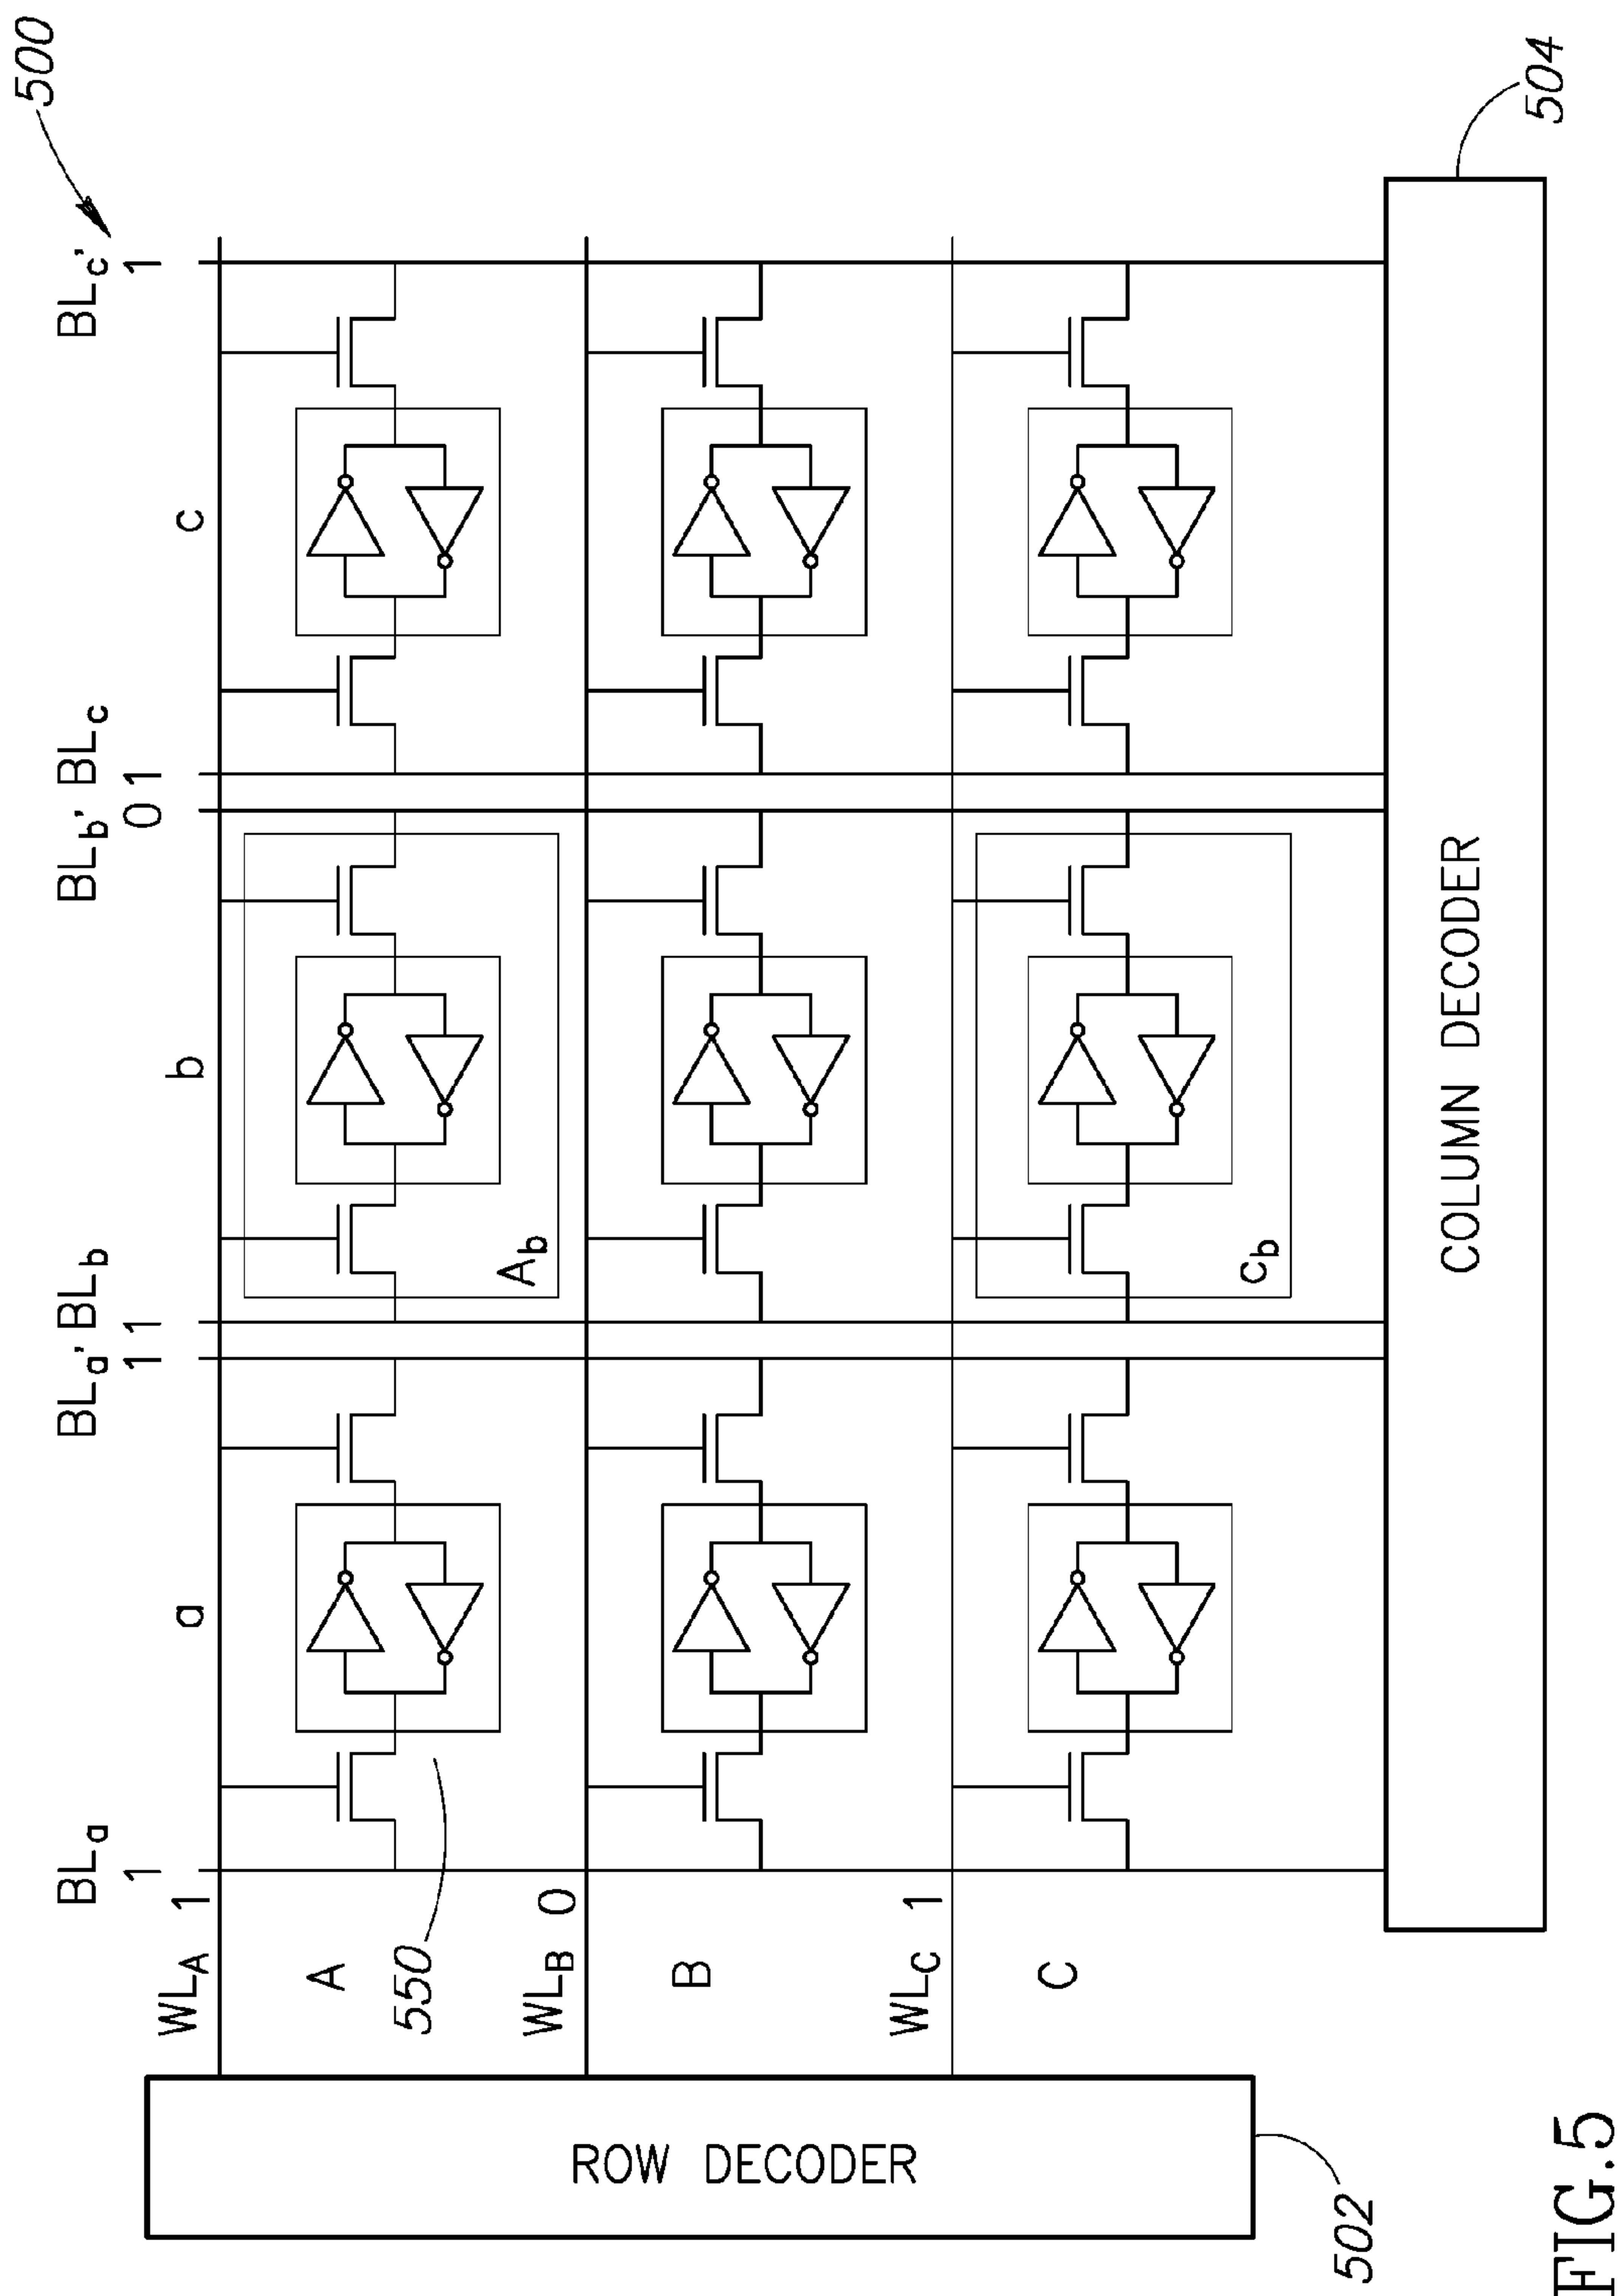 500
BLa BLa' BLb BLb' BLc BLc'
1 1 1 0 1 1
a b c
WLA 1
A
550
Ab
WLB 0
B
WLC 1
C
Cb
ROW DECODER
502
COLUMN DECODER
504
FIG.5